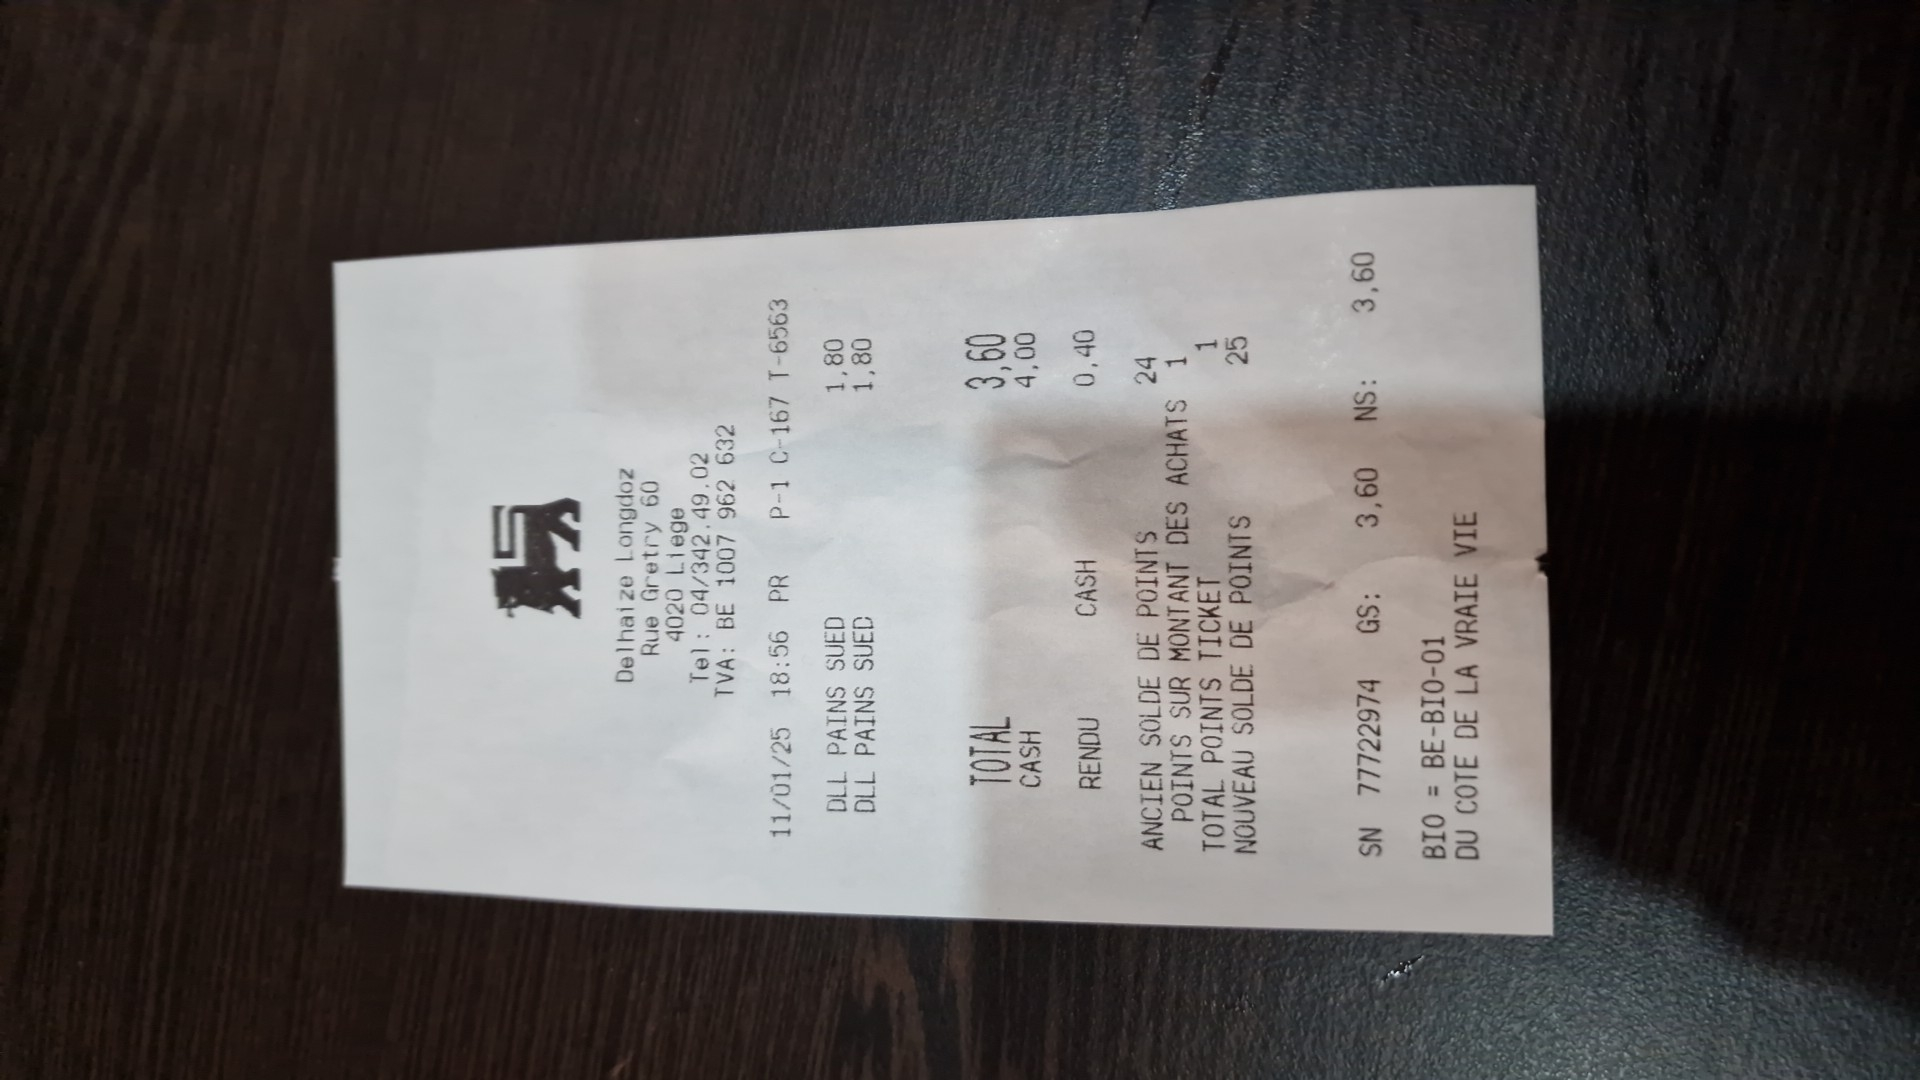 Delhaize Longdoz
Rue Gretry 60
4020 Liege
Tel : 04/342.49.02
TVA: BE 1007 962 632
11/01/25 18:56 PR P-1 C-167 T-6563
DLL PAINS SUED 1,80
DLL PAINS SUED 1,80
TOTAL 3,60
CASH 4,00
RENDU CASH 0,40
ANCIEN SOLDE DE POINTS 24
POINTS SUR MONTANT DES ACHATS 1
TOTAL POINTS TICKET 1
NOUVEAU SOLDE DE POINTS 25
SN 77722974 GS: 3,60 NS: 3,60
BIO = BE-BIO-01
DU COTE DE LA VRAIE VIE